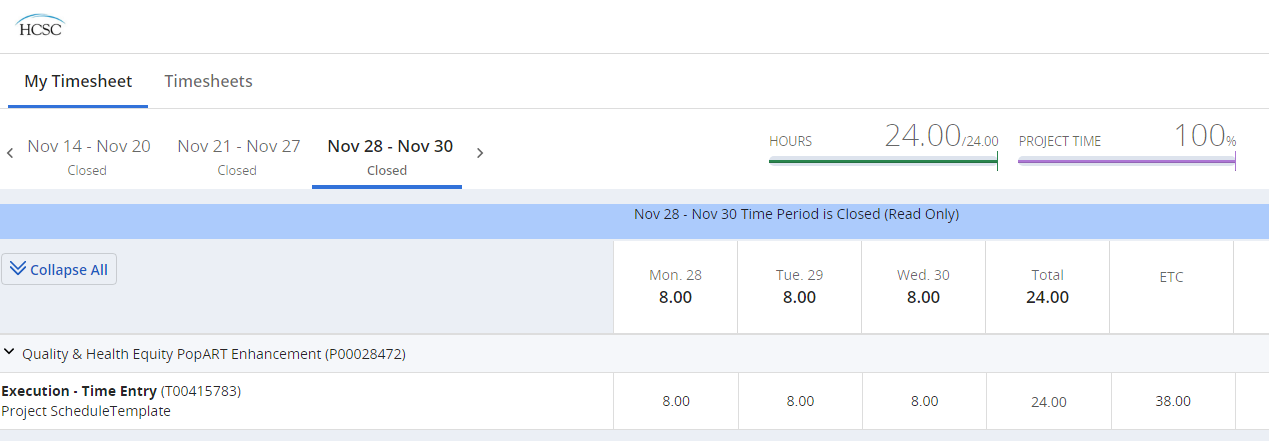 HCSC
My Timesheet Timesheets
Nov 14 - Nov 20 Nov 21 - Nov 27 Nov 28 - Nov 30 HOURS 24.00/24.00 PROJECT TIME 100%
Closed Closed Closed
Nov 28 - Nov 30 Time Period is Closed (Read Only)
Collapse All Mon. 28 Tue. 29 Wed. 30 Total ETC
8.00 8.00 8.00 24.00
Quality & Health Equity PopART Enhancement (P00028472)
Execution - Time Entry (T00415783) 8.00 8.00 8.00 24.00 38.00
Project ScheduleTemplate